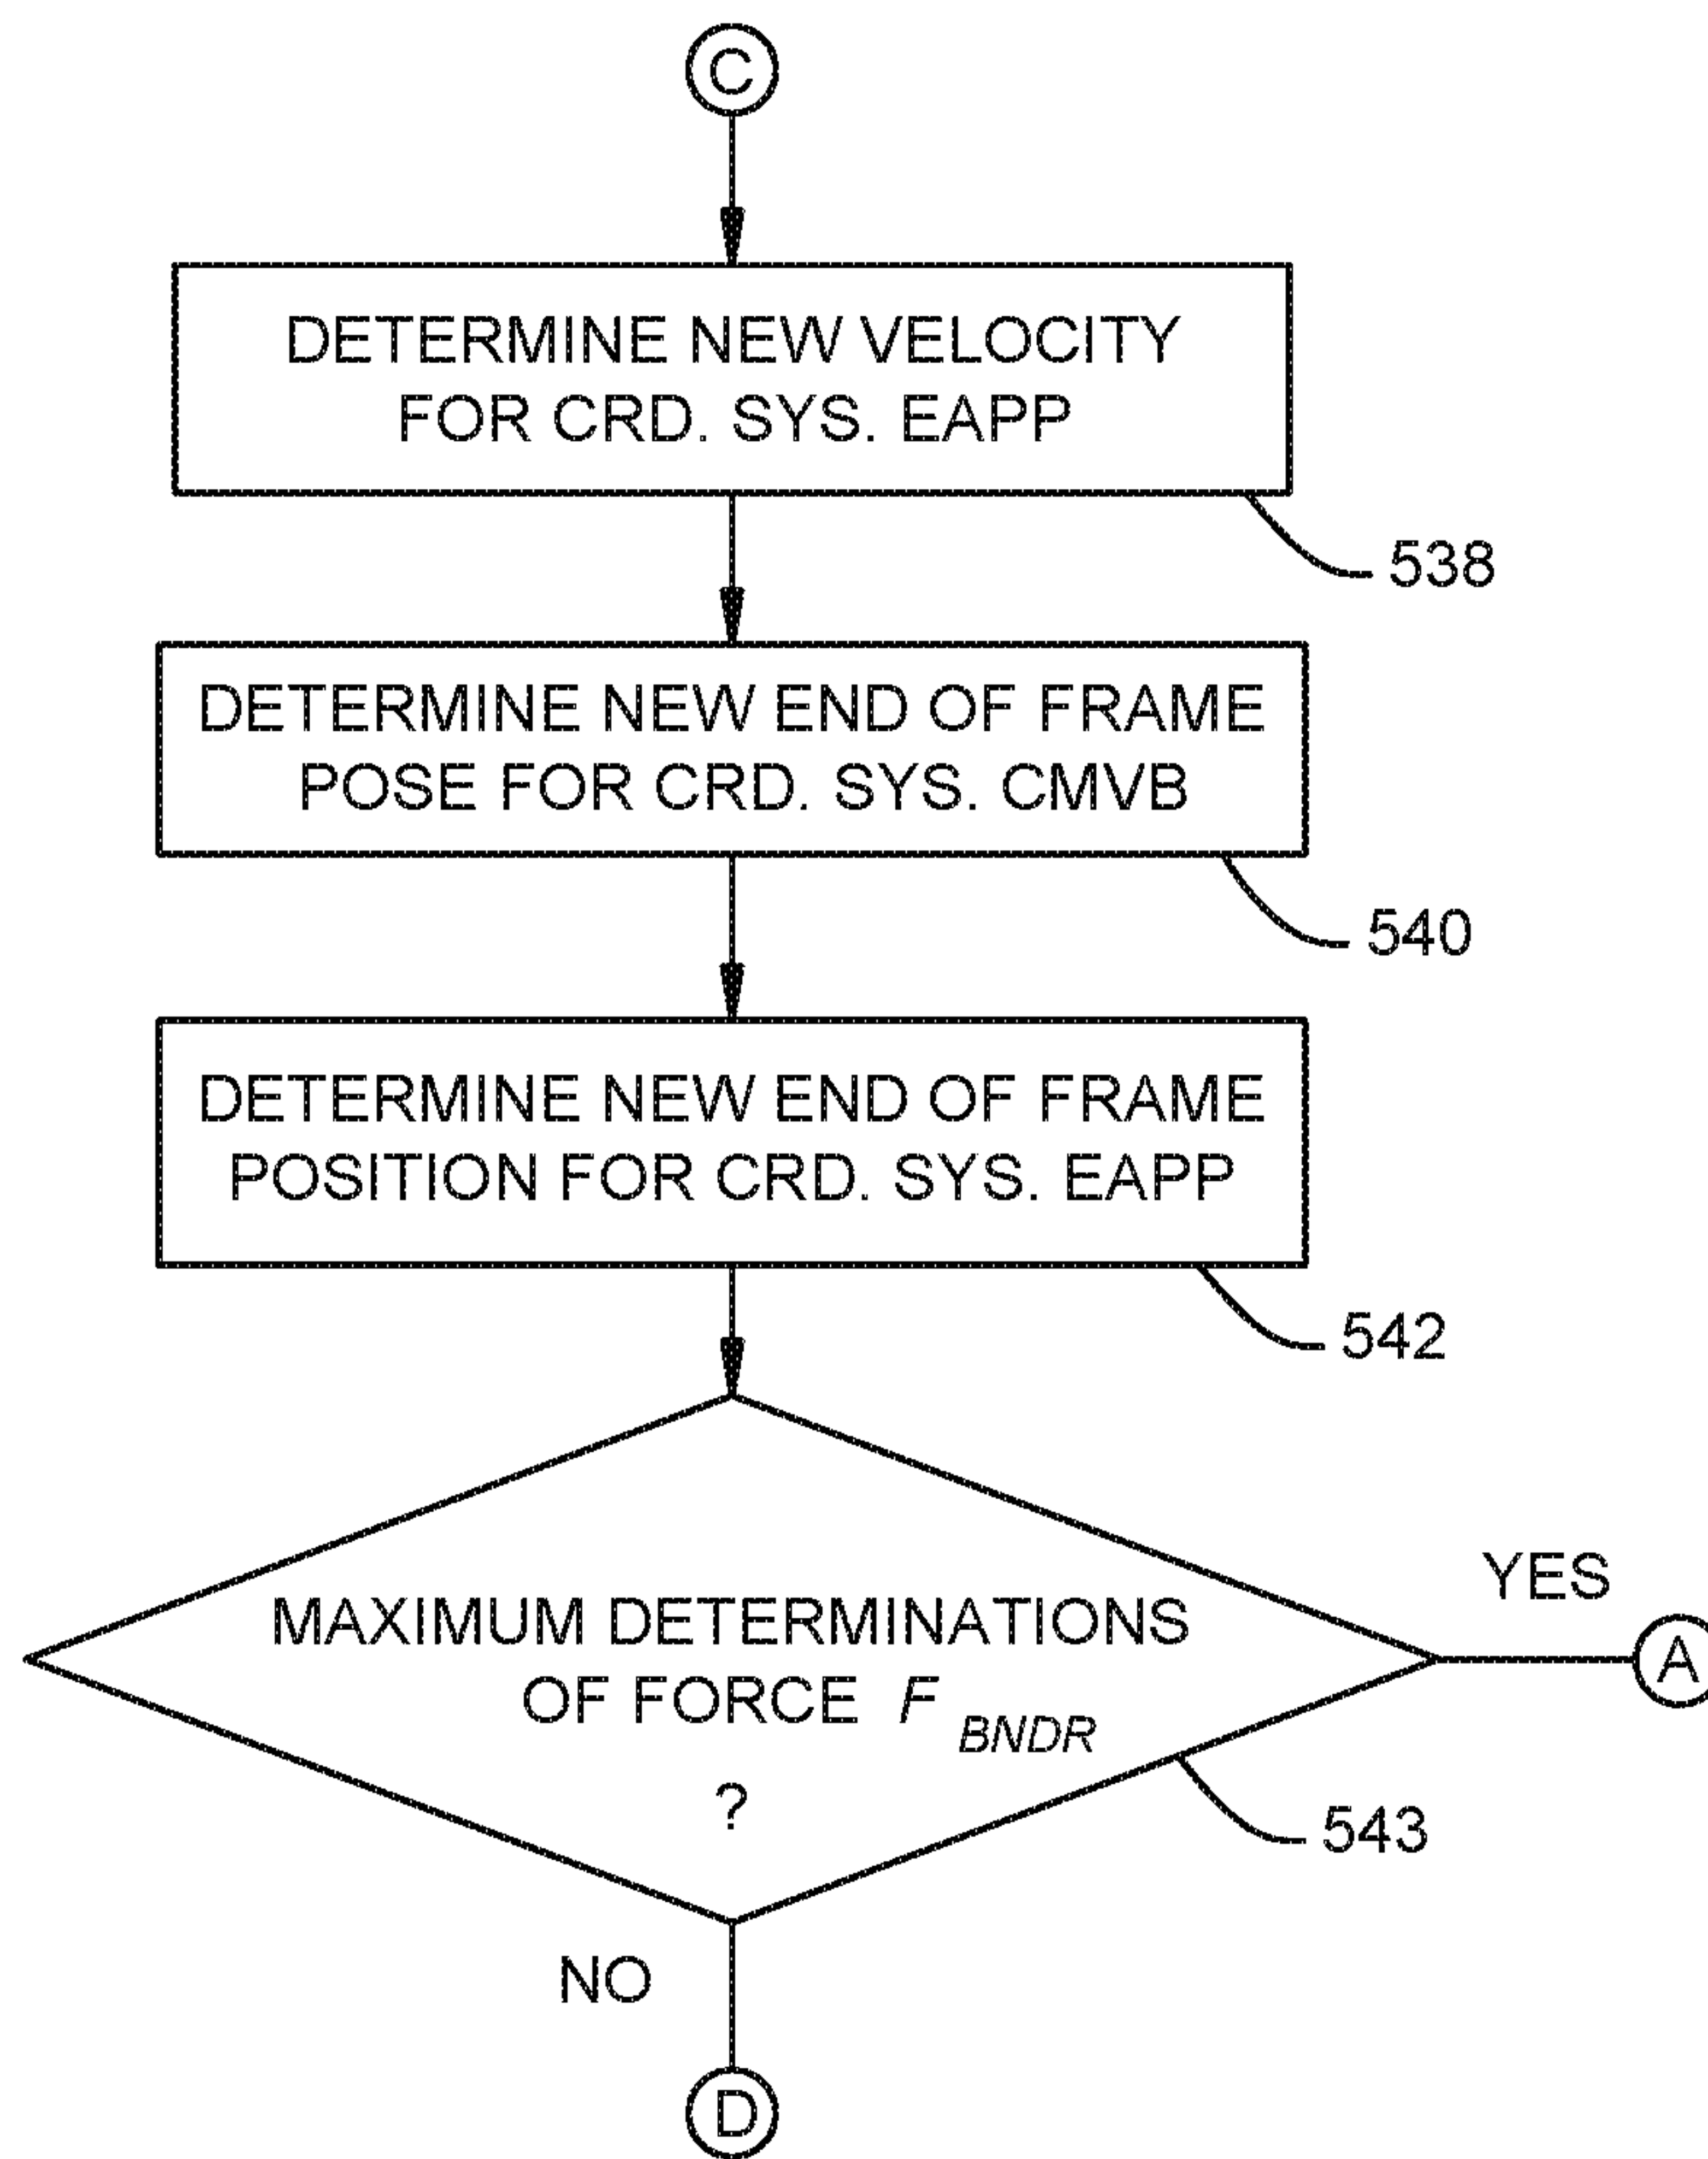 C
DETERMINE NEW VELOCITY
FOR CRD. SYS. EAPP
538
DETERMINE NEW END OF FRAME
POSE FOR CRD. SYS. CMVB
540
DETERMINE NEW END OF FRAME
POSITION FOR CRD. SYS. EAPP
542
MAXIMUM DETERMINATIONS
OF FORCE F BNDR
?
YES
A
543
NO
D